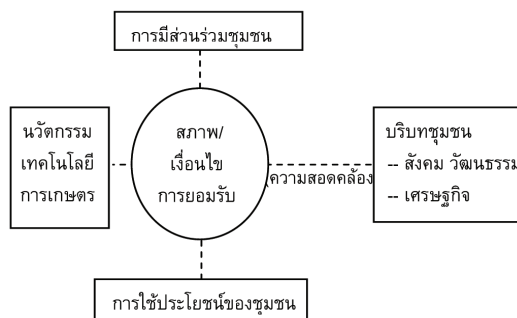 การมีส่วนร่วมชุมชน
นวัตกรรม
เทคโนโลยี
การเกษตร
สภาพ/
เงื่อนไข
การยอมรับ
(ความสอดคล้อง
บริบทชุมชน
-- สังคม วัฒนธรรม
-- เศรษฐกิจ
การใช้ประโยชน์ของชุมชน